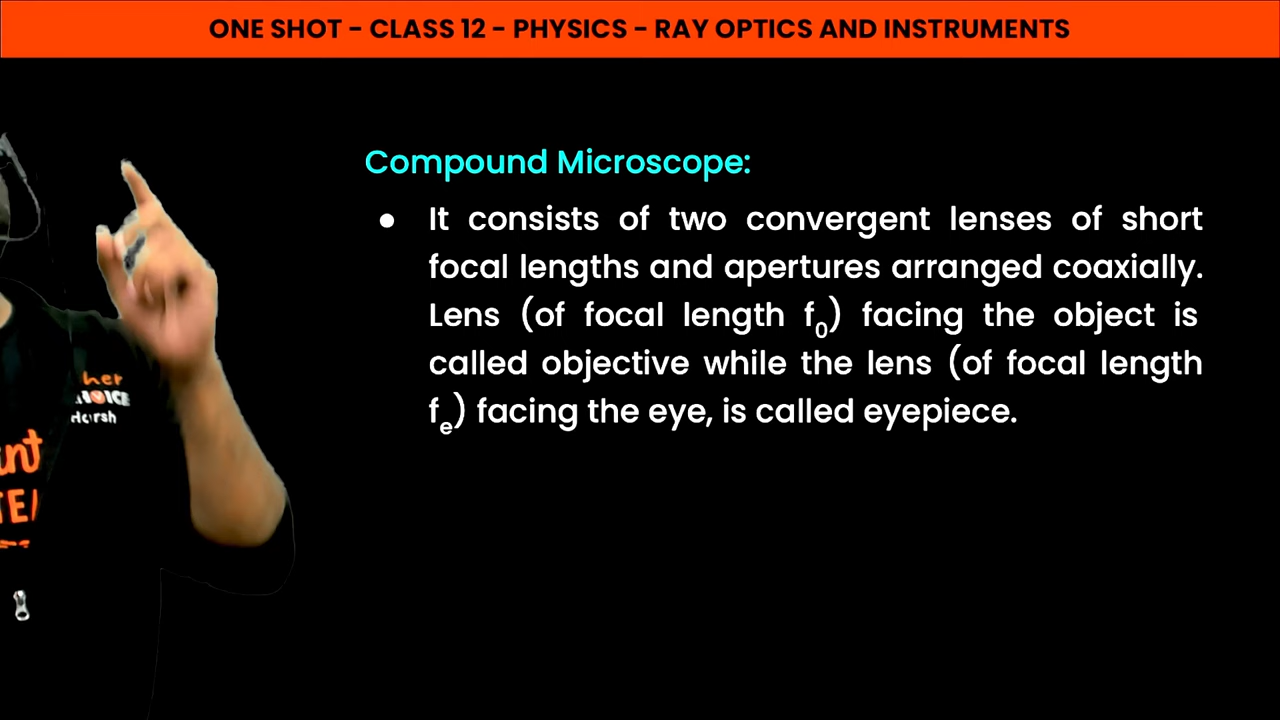 ONE SHOT - CLASS 12 - PHYSICS - RAY OPTICS AND INSTRUMENTS
Compound Microscope:
● It consists of two convergent lenses of short
focal lengths and apertures arranged coaxially.
Lens (of focal length f₀) facing the object is
called objective while the lens (of focal length
fₑ) facing the eye, is called eyepiece.
Harsh